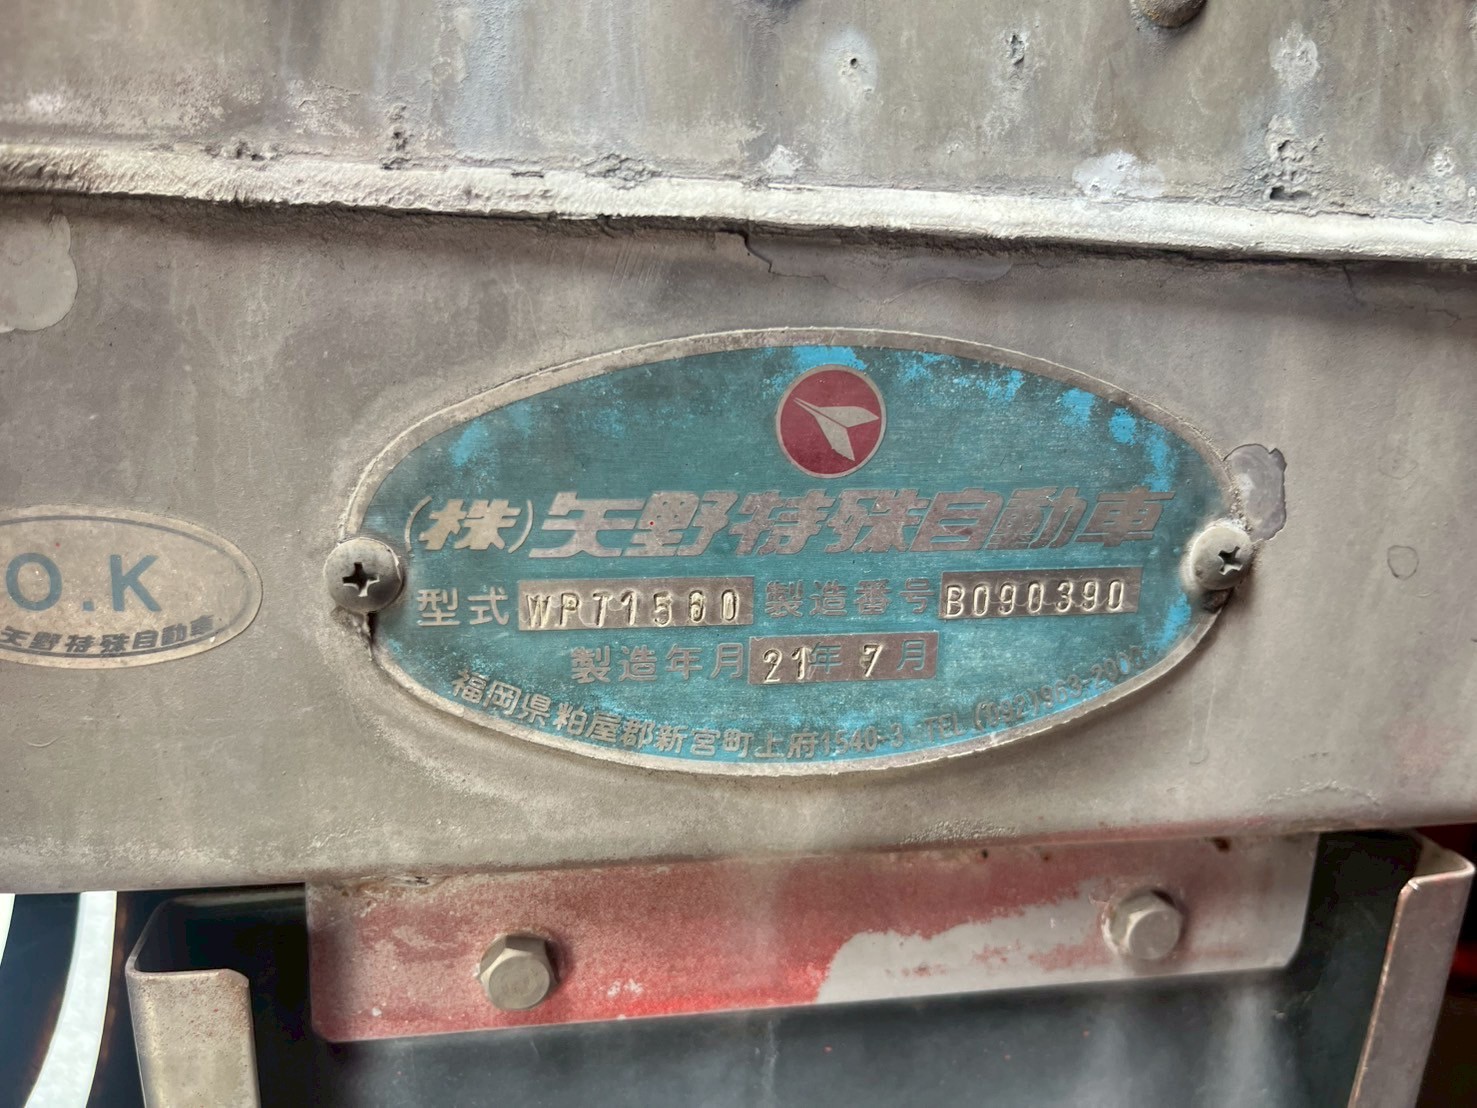 (株)矢野特殊自動車
型式 WPT1560 製造番号 B090390
製造年月 21年 7月
福岡県粕屋郡新宮町上府1540-3 TEL
O.K
矢野特殊自動車